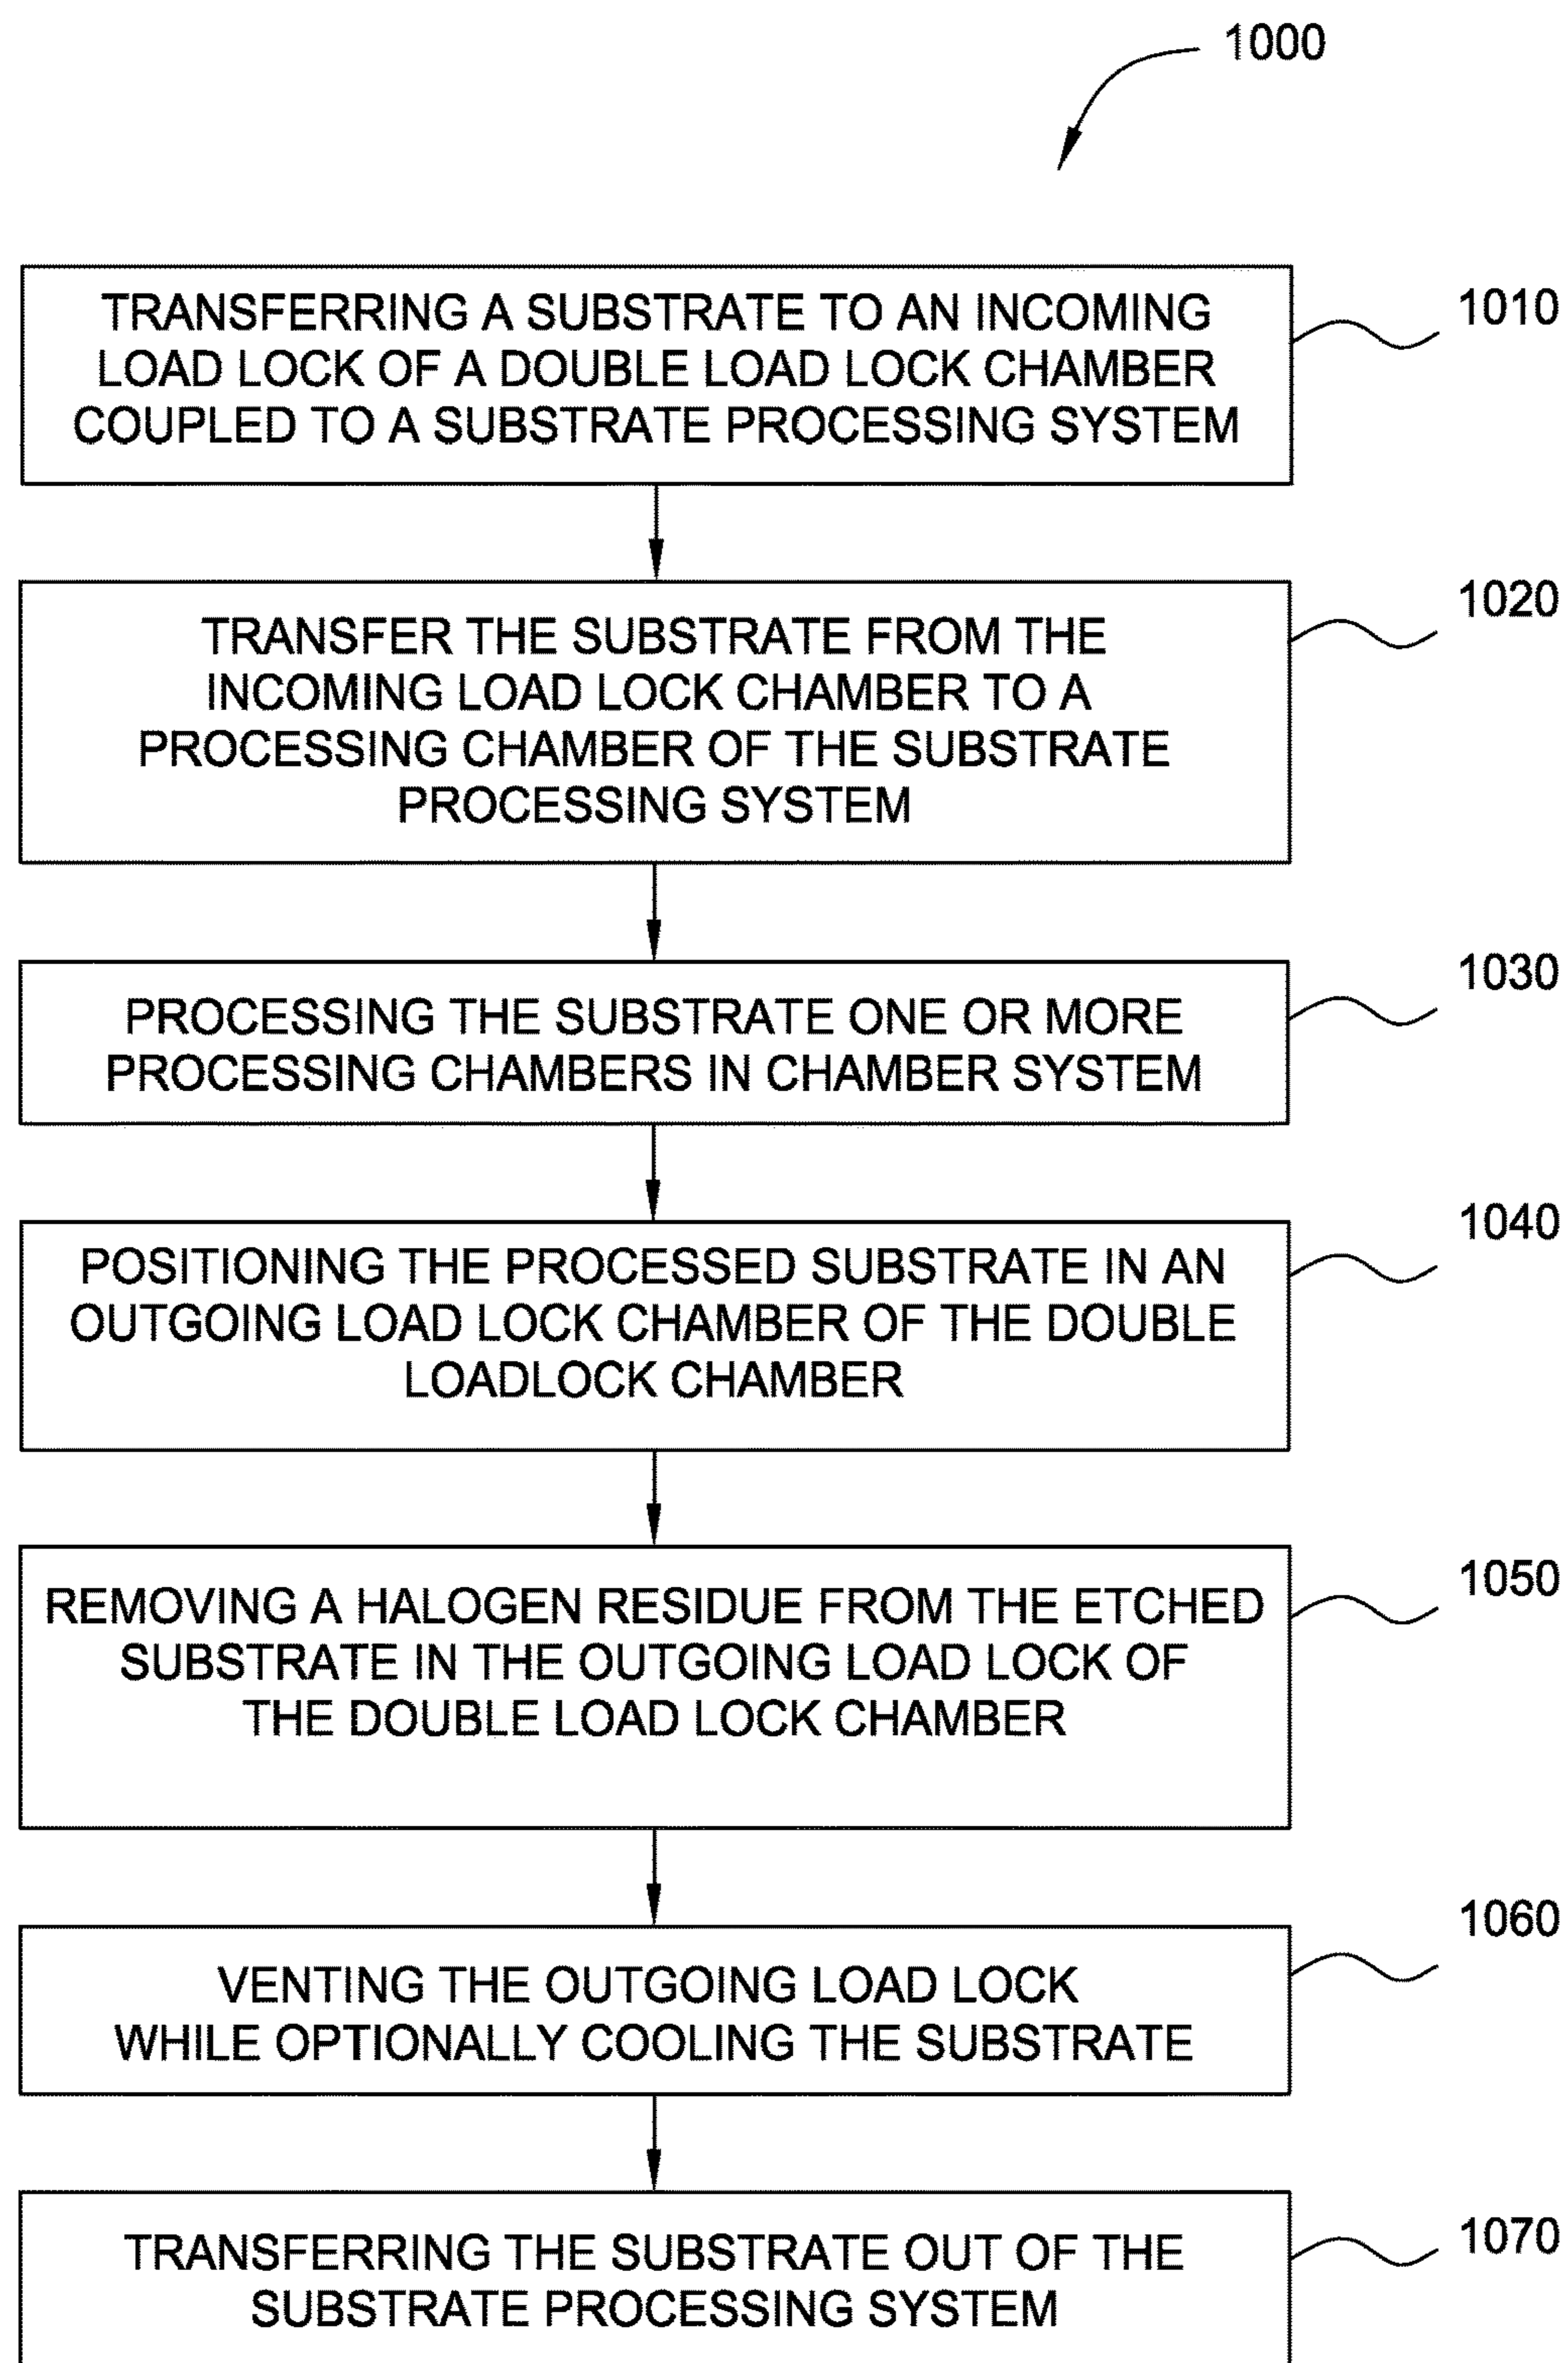 1000
TRANSFERRING A SUBSTRATE TO AN INCOMING
LOAD LOCK OF A DOUBLE LOAD LOCK CHAMBER
COUPLED TO A SUBSTRATE PROCESSING SYSTEM
1010
TRANSFER THE SUBSTRATE FROM THE
INCOMING LOAD LOCK CHAMBER TO A
PROCESSING CHAMBER OF THE SUBSTRATE
PROCESSING SYSTEM
1020
PROCESSING THE SUBSTRATE ONE OR MORE
PROCESSING CHAMBERS IN CHAMBER SYSTEM
1030
POSITIONING THE PROCESSED SUBSTRATE IN AN
OUTGOING LOAD LOCK CHAMBER OF THE DOUBLE
LOADLOCK CHAMBER
1040
REMOVING A HALOGEN RESIDUE FROM THE ETCHED
SUBSTRATE IN THE OUTGOING LOAD LOCK OF
THE DOUBLE LOAD LOCK CHAMBER
1050
VENTING THE OUTGOING LOAD LOCK
WHILE OPTIONALLY COOLING THE SUBSTRATE
1060
TRANSFERRING THE SUBSTRATE OUT OF THE
SUBSTRATE PROCESSING SYSTEM
1070